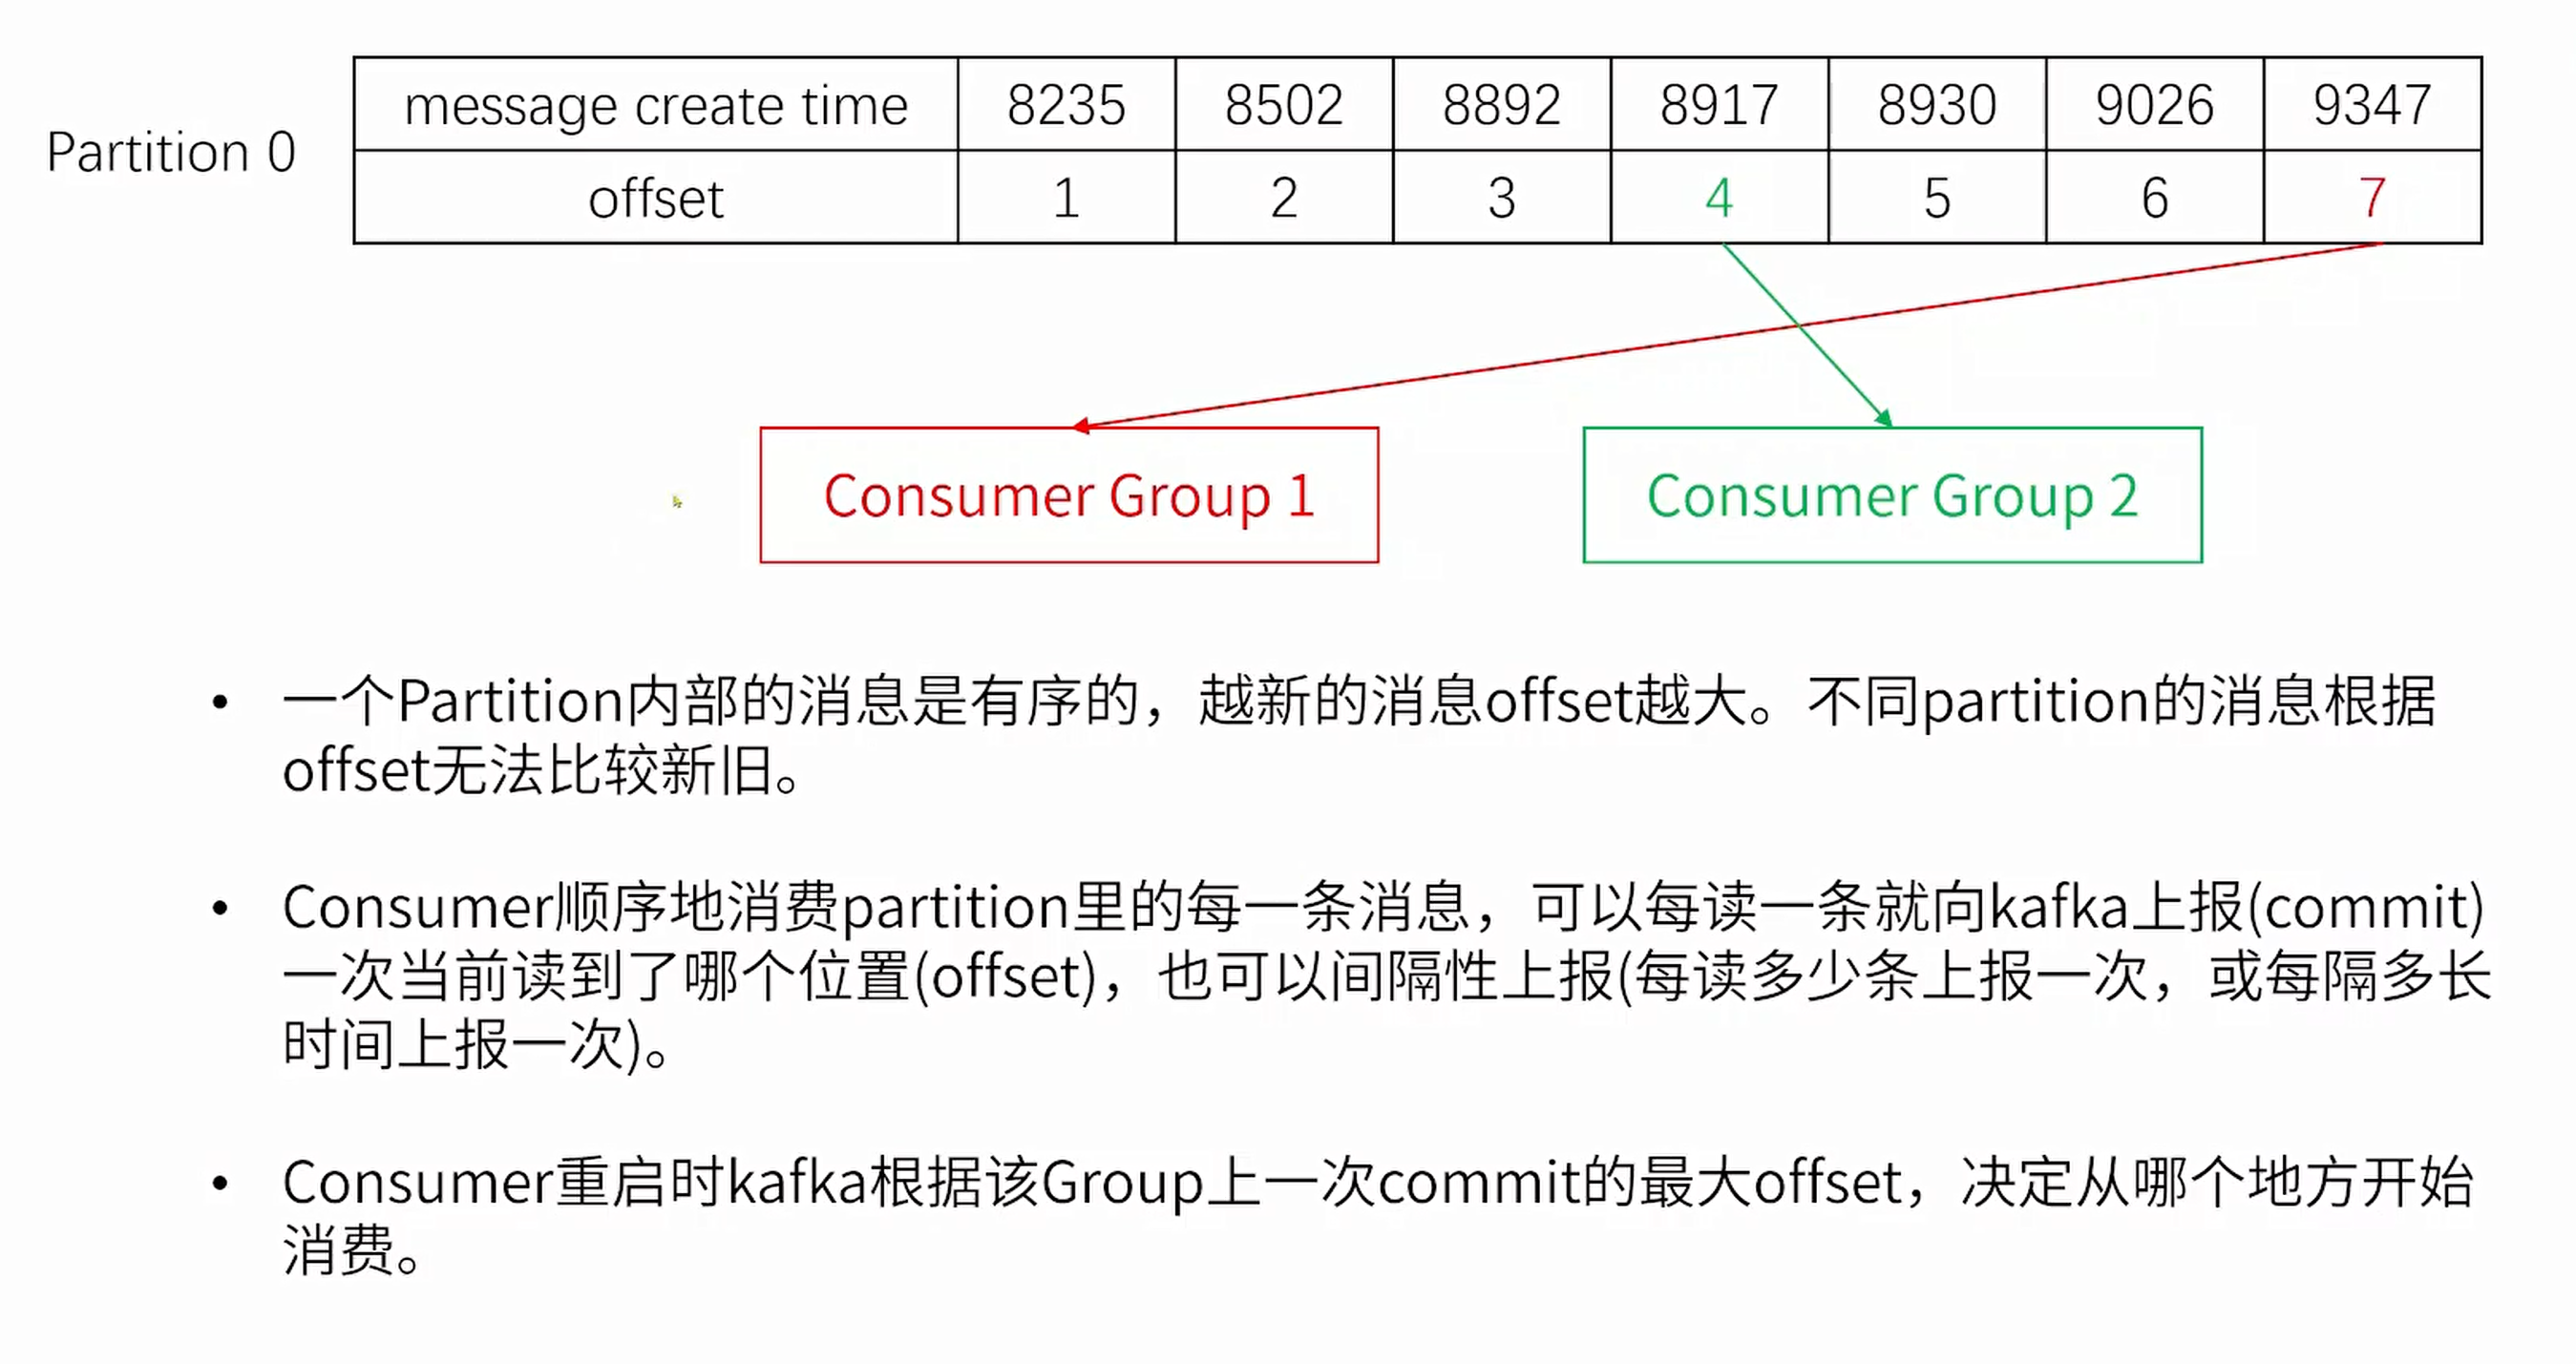 message create time 8235 8502 8892 8917 8930 9026 9347
Partition 0
offset 1 2 3 4 5 6 7
Consumer Group 1 Consumer Group 2
• 一个Partition内部的消息是有序的，越新的消息offset越大。不同partition的消息根据
offset无法比较新旧。
• Consumer顺序地消费partition里的每一条消息，可以每读一条就向kafka上报(commit)
一次当前读到了哪个位置(offset)，也可以间隔性上报(每读多少条上报一次，或每隔多长
时间上报一次)。
• Consumer重启时kafka根据该Group上一次commit的最大offset，决定从哪个地方开始
消费。